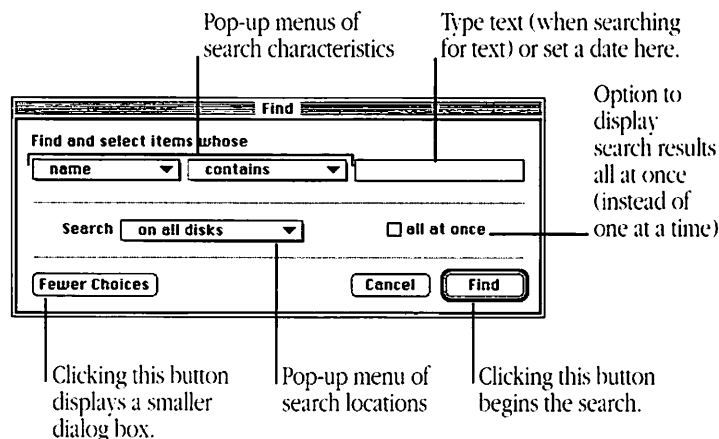 Pop-up menus of
search characteristics
Type text (when searching
for text) or set a date here.
Option to
display
search results
all at once
(instead of
one at a time)
Find
Find and select items whose
name
contains
Search
on all disks
all at once
Fewer Choices
Cancel
Find
Clicking this button
displays a smaller
dialog box.
Pop-up menu of
search locations
Clicking this button
begins the search.